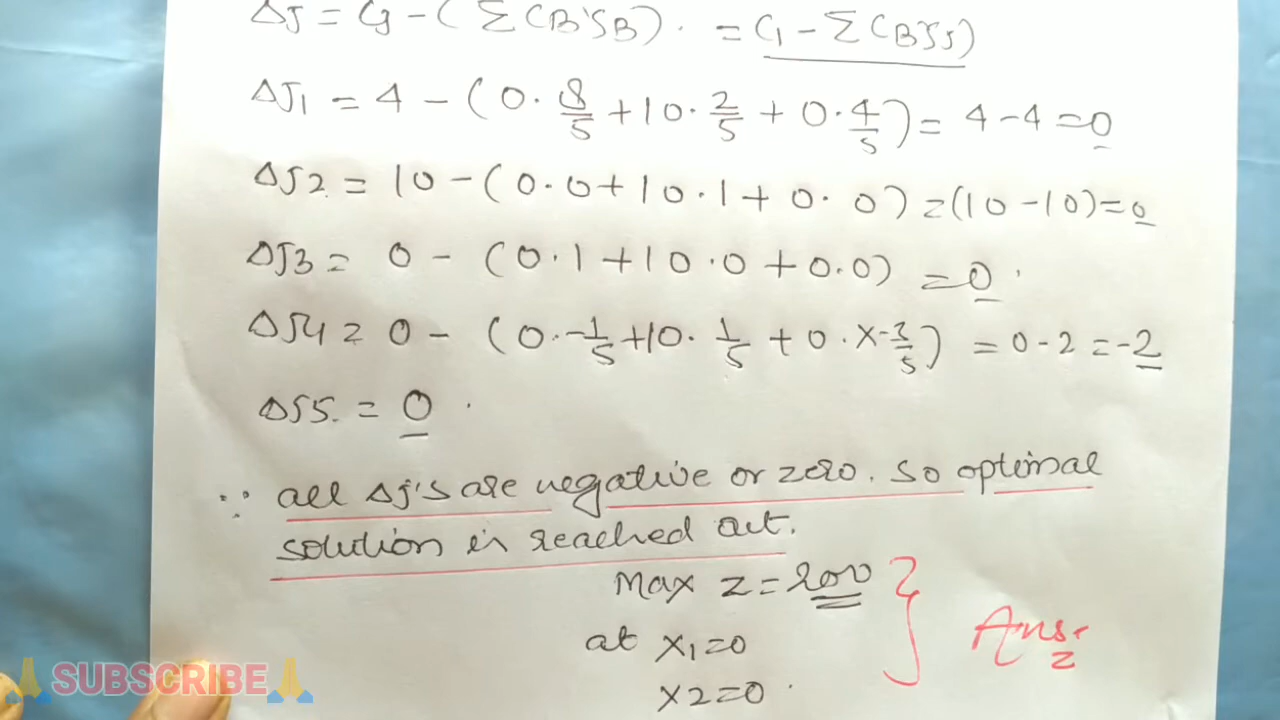 Δj = Cj - (ΣCB'SB). = Cj - ΣCBSj)
ΔJ1 = 4 - (0. 8/5 + 10. 2/5 + 0. 4/5) = 4-4 = 0
ΔJ2 = 10 - (0.0 + 10.1 + 0.0) = (10-10) = 0
ΔJ3 = 0 - (0.1 + 10.0 + 0.0) = 0
ΔJ4 = 0 - (0. -1/5 + 10. 1/5 + 0. x -3/5) = 0-2 = -2
ΔJ5. = 0.
∵ all Δj's are negative or zero. so optimal
solution is reached at.
Max Z = 200
at x1=0
x2=0.
Ans.
SUBSCRIBE